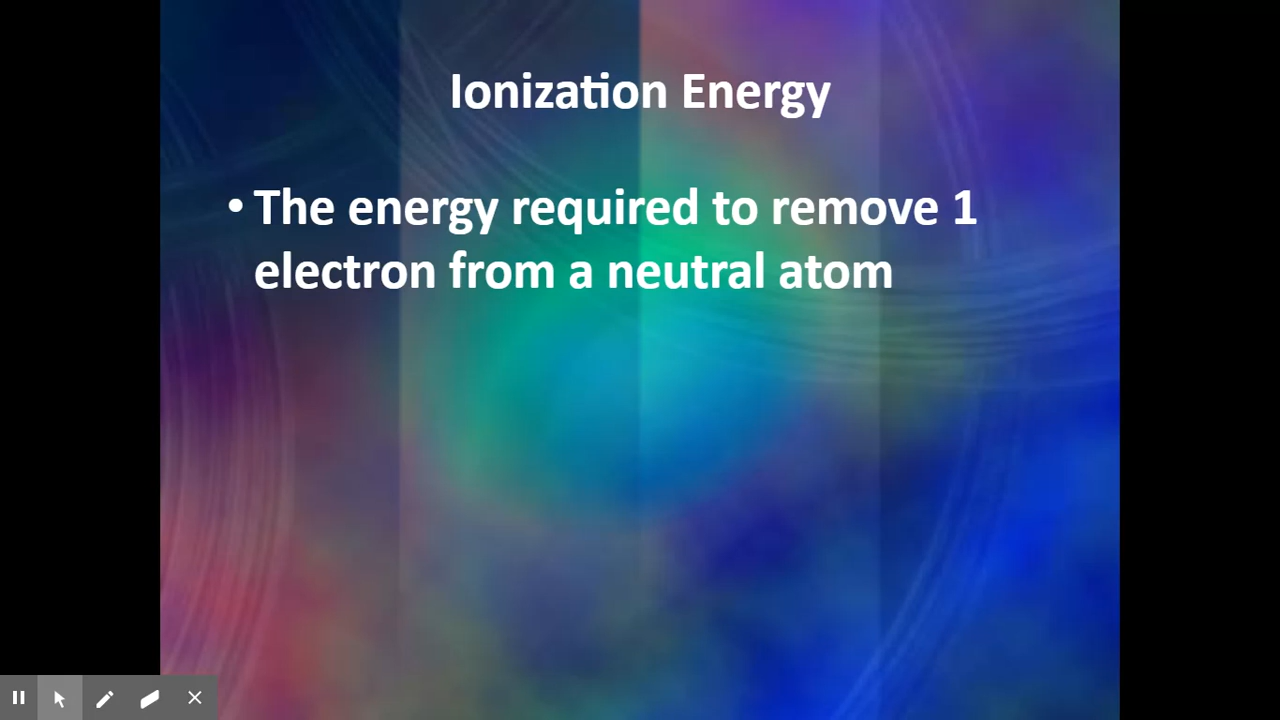 Ionization Energy
• The energy required to remove 1
electron from a neutral atom